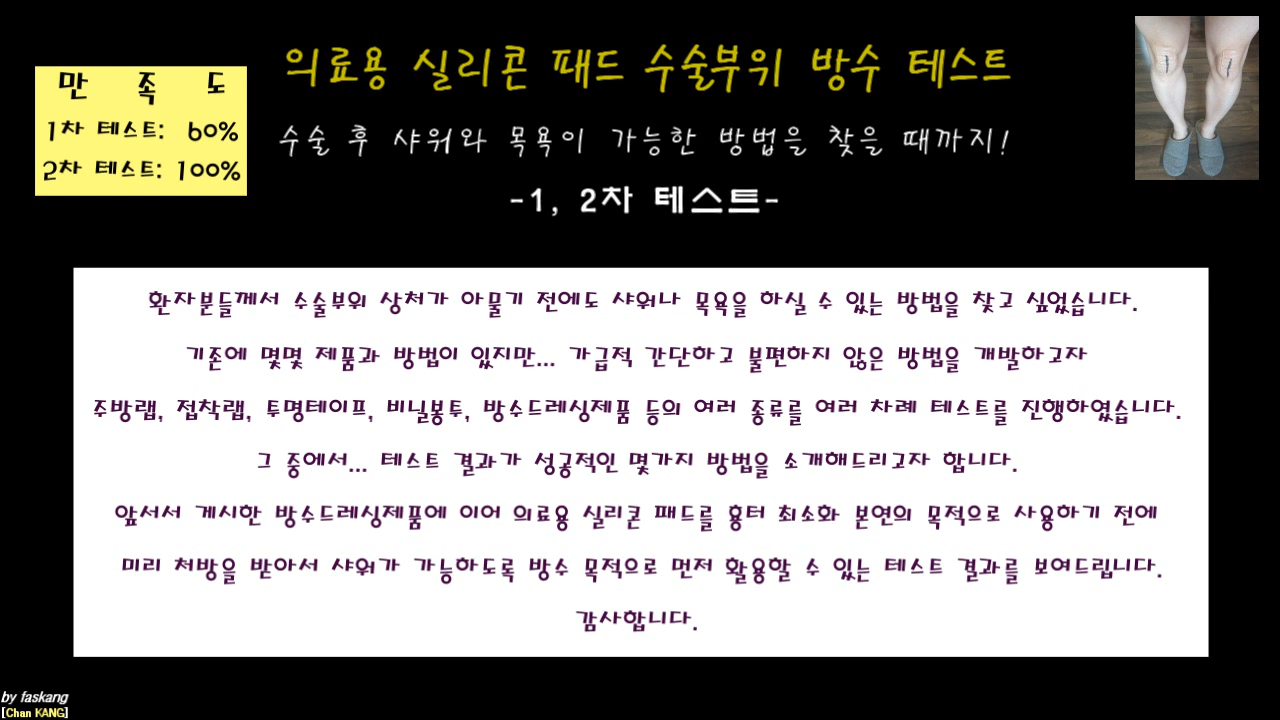 의료용 실리콘 패드 수술부위 방수 테스트
만 족 도
1차 테스트: 60%
2차 테스트: 100%
수술 후 샤워와 목욕이 가능한 방법을 찾을 때까지!
-1, 2차 테스트-
환자분들께서 수술부위 상처가 아물기 전에도 샤워나 목욕을 하실 수 있는 방법을 찾고 싶었습니다.
기존에 몇몇 제품과 방법이 있지만... 가급적 간단하고 불편하지 않은 방법을 개발하고자
주방랩, 접착랩, 투명테이프, 비닐봉투, 방수드레싱제품 등의 여러 종류를 여러 차례 테스트를 진행하였습니다.
그 중에서... 테스트 결과가 성공적인 몇가지 방법을 소개해드리고자 합니다.
앞서서 게시한 방수드레싱제품에 이어 의료용 실리콘 패드를 흉터 최소화 본연의 목적으로 사용하기 전에
미리 처방을 받아서 샤워가 가능하도록 방수 목적으로 먼저 활용할 수 있는 테스트 결과를 보여드립니다.
감사합니다.
by faskang
[Chan KANG]